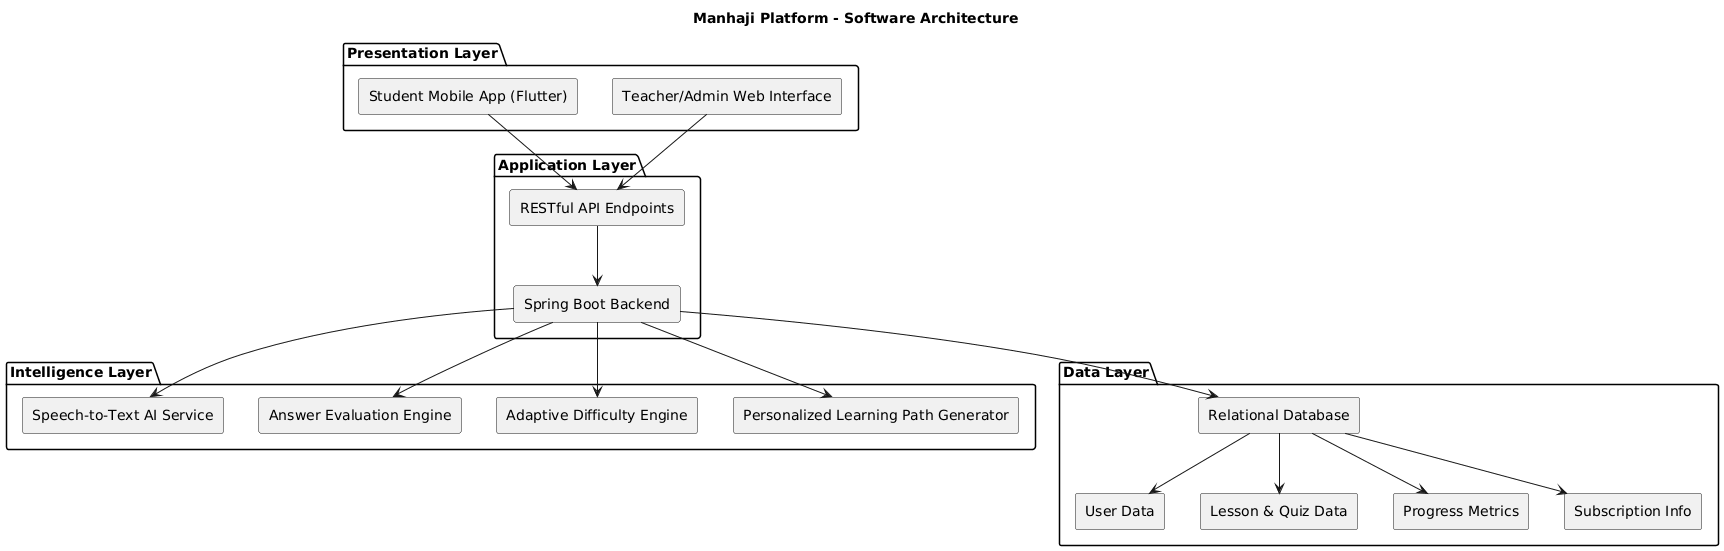 Manhaji Platform - Software Architecture
Presentation Layer
Student Mobile App (Flutter)
Teacher/Admin Web Interface
Application Layer
RESTful API Endpoints
Spring Boot Backend
Intelligence Layer
Speech-to-Text AI Service
Answer Evaluation Engine
Adaptive Difficulty Engine
Personalized Learning Path Generator
Data Layer
Relational Database
User Data
Lesson & Quiz Data
Progress Metrics
Subscription Info